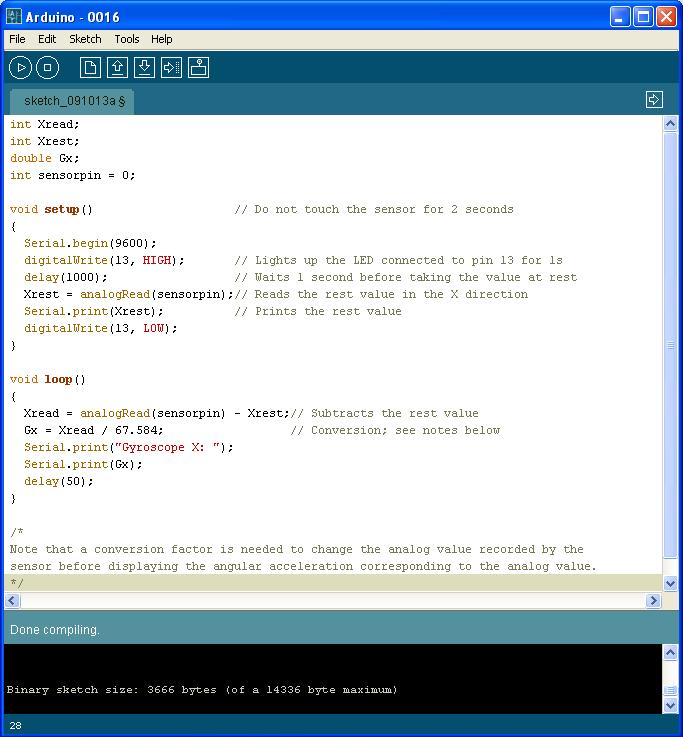 Arduino - 0016
File Edit Sketch Tools Help
sketch_091013a §
int Xread;
int Xrest;
double Gx;
int sensorpin = 0;
void setup() // Do not touch the sensor for 2 seconds
{
Serial.begin(9600);
digitalWrite(13, HIGH); // Lights up the LED connected to pin 13 for 1s
delay(1000); // Waits 1 second before taking the value at rest
Xrest = analogRead(sensorpin);// Reads the rest value in the X direction
Serial.print(Xrest); // Prints the rest value
digitalWrite(13, LOW);
}
void loop()
{
Xread = analogRead(sensorpin) - Xrest;// Subtracts the rest value
Gx = Xread / 67.584; // Conversion; see notes below
Serial.print("Gyroscope X: ");
Serial.print(Gx);
delay(50);
}
/*
Note that a conversion factor is needed to change the analog value recorded by the
sensor before displaying the angular acceleration corresponding to the analog value.
*/
Done compiling.
Binary sketch size: 3666 bytes (of a 14336 byte maximum)
28